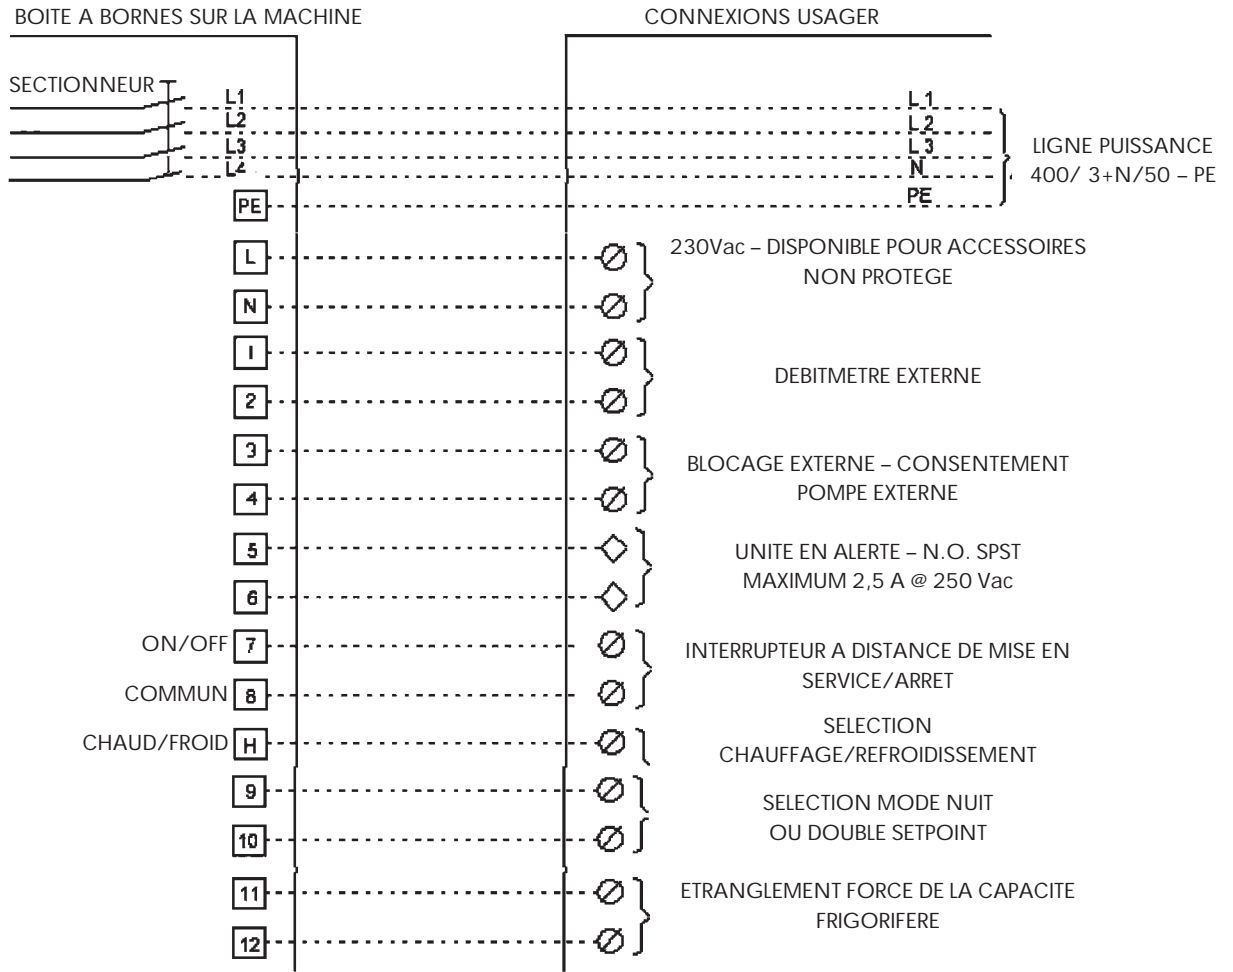 BOITE A BORNES SUR LA MACHINE
CONNEXIONS USAGER
SECTIONNEUR
L1 L1
L2 L2
L3 L3
L4 N
PE PE
LIGNE PUISSANCE
400/ 3+N/50 – PE
L
N
230Vac – DISPONIBLE POUR ACCESSOIRES
NON PROTEGE
1
2
DEBITMETRE EXTERNE
3
4
BLOCAGE EXTERNE – CONSENTEMENT
POMPE EXTERNE
5
6
UNITE EN ALERTE – N.O. SPST
MAXIMUM 2,5 A @ 250 Vac
ON/OFF 7
COMMUN 8
INTERRUPTEUR A DISTANCE DE MISE EN
SERVICE/ARRET
CHAUD/FROID H
SELECTION
CHAUFFAGE/REFROIDISSEMENT
9
10
SELECTION MODE NUIT
OU DOUBLE SETPOINT
11
12
ETRANGLEMENT FORCE DE LA CAPACITE
FRIGORIFERE